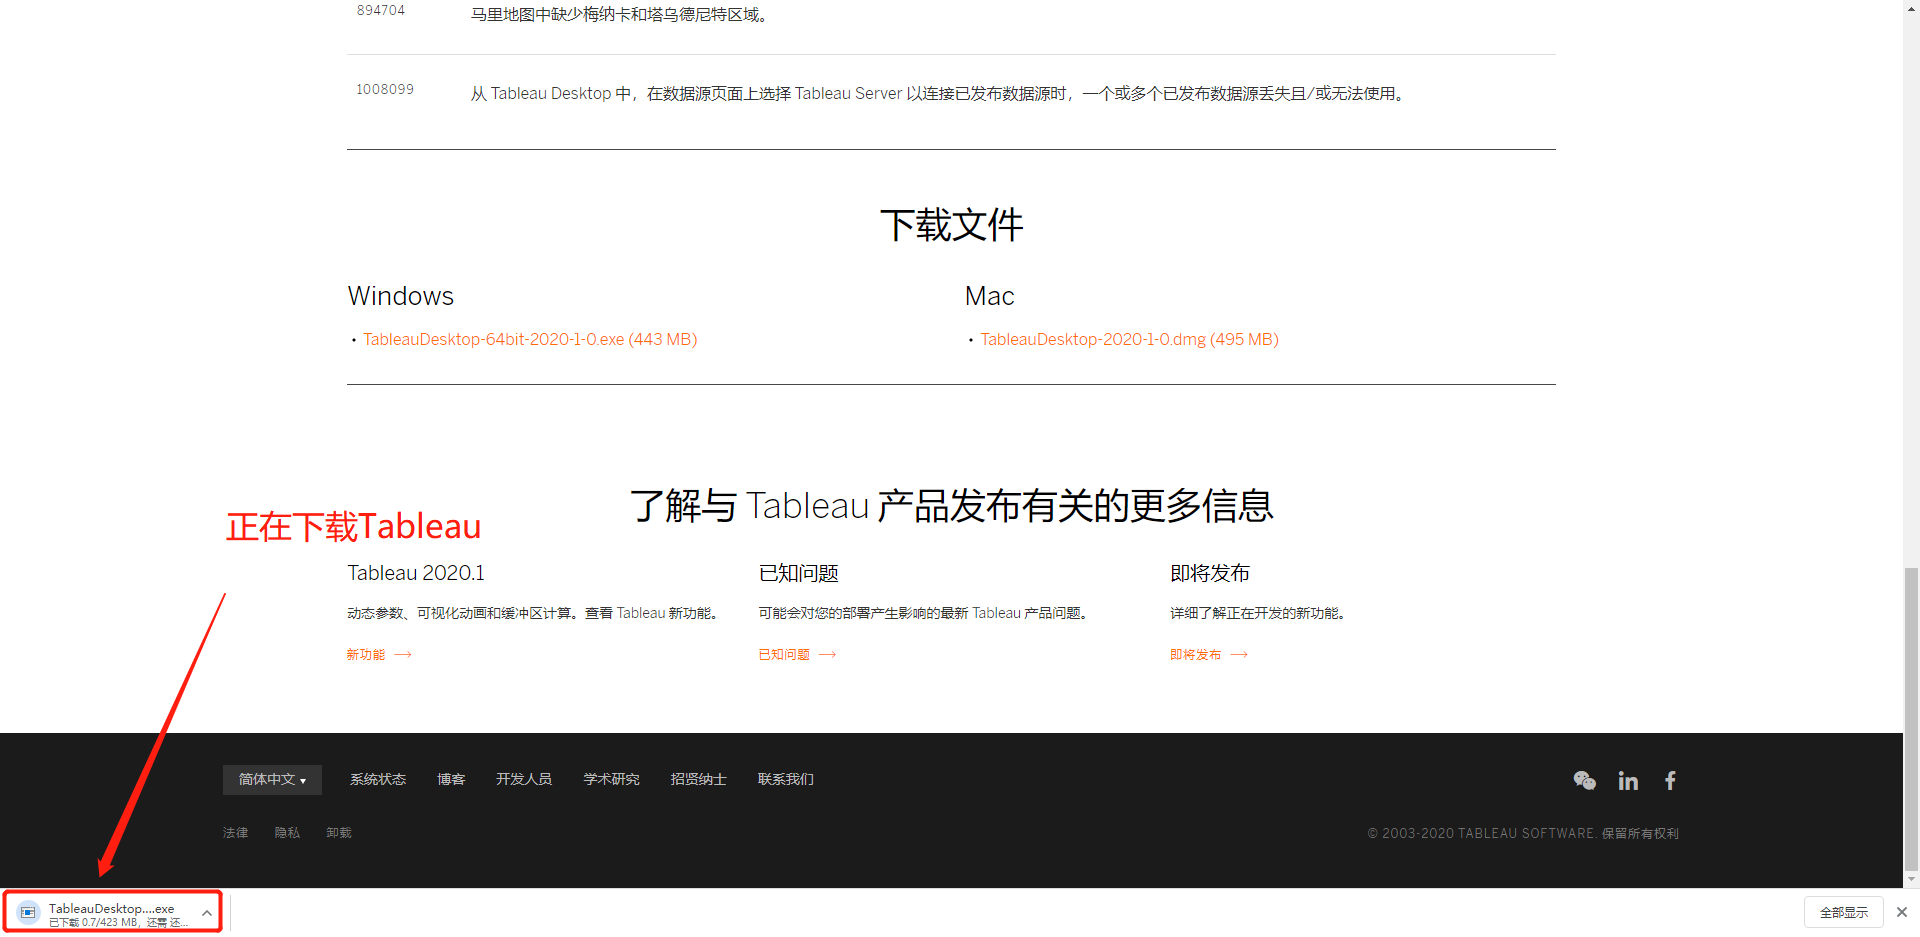 894704 马里地图中缺少梅纳卡和塔乌德尼特区域。
1008099 从 Tableau Desktop 中，在数据源页面上选择 Tableau Server 以连接已发布数据源时，一个或多个已发布数据源丢失且/或无法使用。
下载文件
Windows
• TableauDesktop-64bit-2020-1-0.exe (443 MB)
Mac
• TableauDesktop-2020-1-0.dmg (495 MB)
了解与 Tableau 产品发布有关的更多信息
正在下载Tableau
Tableau 2020.1
动态参数、可视化动画和缓冲区计算。查看 Tableau 新功能。
新功能
已知问题
可能会对您的部署产生影响的最新 Tableau 产品问题。
已知问题
即将发布
详细了解正在开发的新功能。
即将发布
简体中文 系统状态 博客 开发人员 学术研究 招贤纳士 联系我们
法律 隐私 卸载
© 2003-2020 TABLEAU SOFTWARE. 保留所有权利
TableauDesktop....exe
已下载 0.7/423 MB，还需 还...
全部显示